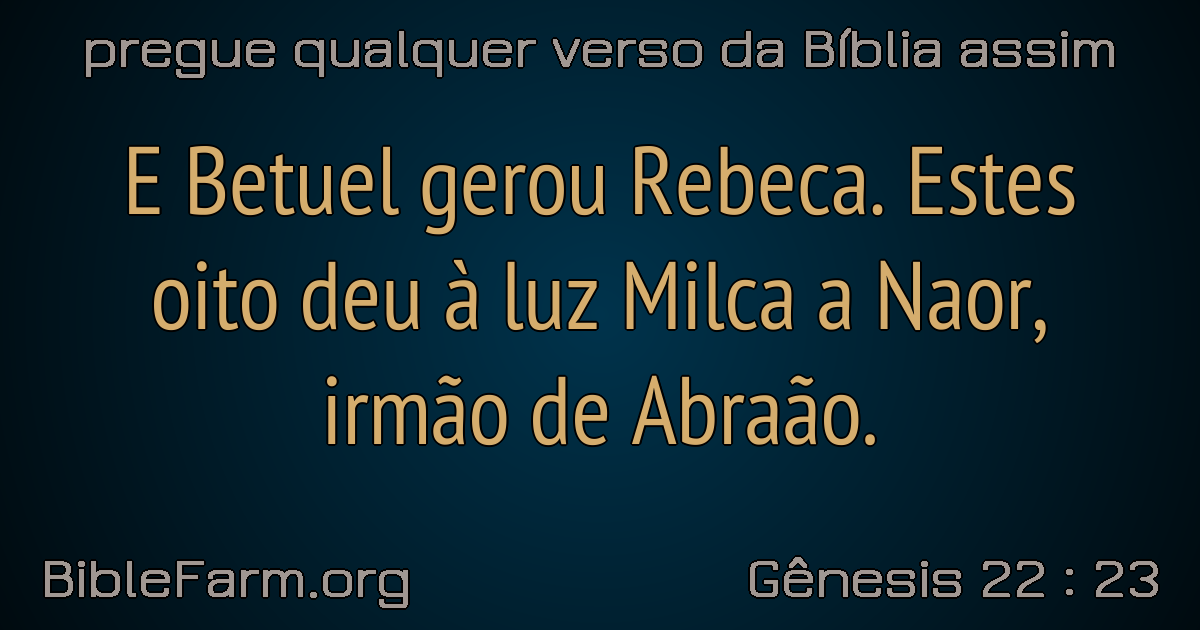 pregue qualquer verso da Bíblia assim
E Betuel gerou Rebeca. Estes
oito deu à luz Milca a Naor,
irmão de Abraão.
BibleFarm.org
Gênesis 22 : 23